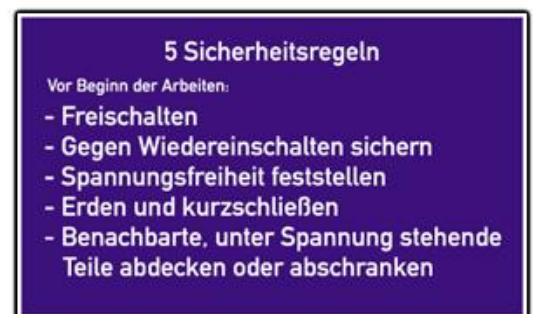 5 Sicherheitsregeln
Vor Beginn der Arbeiten:
- Freischalten
- Gegen Wiedereinschalten sichern
- Spannungsfreiheit feststellen
- Erden und kurzschließen
- Benachbarte, unter Spannung stehende
Teile abdecken oder abschranken